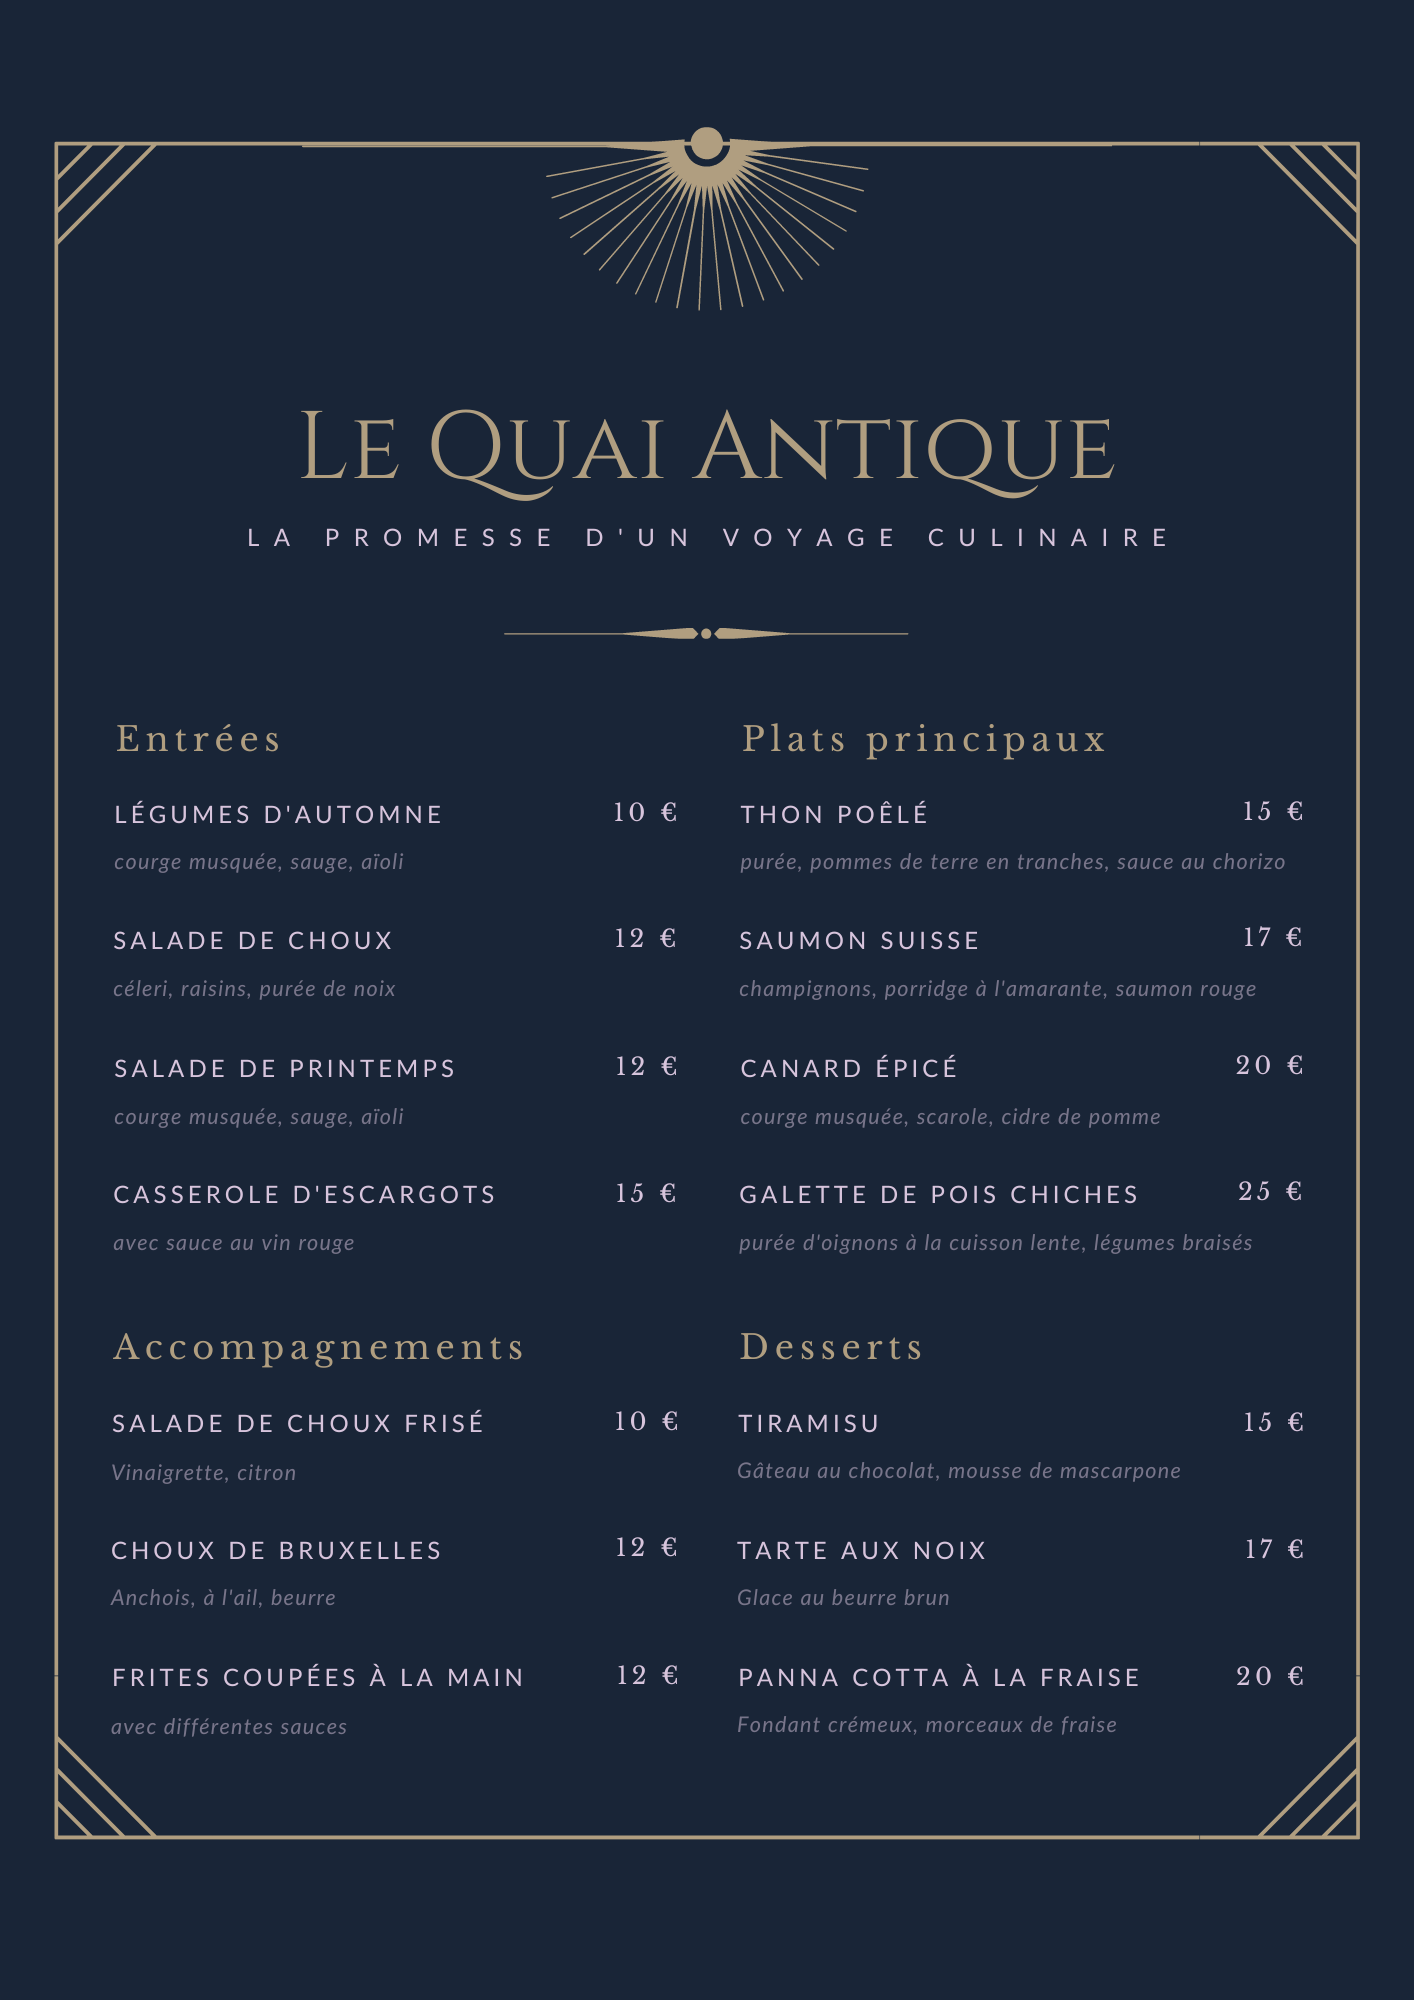 Le Quai Antique
LA PROMESSE D'UN VOYAGE CULINAIRE
Entrées
LÉGUMES D'AUTOMNE 10 €
courge musquée, sauge, aïoli
SALADE DE CHOUX 12 €
céleri, raisins, purée de noix
SALADE DE PRINTEMPS 12 €
courge musquée, sauge, aïoli
CASSEROLE D'ESCARGOTS 15 €
avec sauce au vin rouge
Plats principaux
THON POÊLÉ 15 €
purée, pommes de terre en tranches, sauce au chorizo
SAUMON SUISSE 17 €
champignons, porridge à l'amarante, saumon rouge
CANARD ÉPICÉ 20 €
courge musquée, scarole, cidre de pomme
GALETTE DE POIS CHICHES 25 €
purée d'oignons à la cuisson lente, légumes braisés
Accompagnements
SALADE DE CHOUX FRISÉ 10 €
Vinaigrette, citron
CHOUX DE BRUXELLES 12 €
Anchois, à l'ail, beurre
FRITES COUPÉES À LA MAIN 12 €
avec différentes sauces
Desserts
TIRAMISU 15 €
Gâteau au chocolat, mousse de mascarpone
TARTE AUX NOIX 17 €
Glace au beurre brun
PANNA COTTA À LA FRAISE 20 €
Fondant crémeux, morceaux de fraise